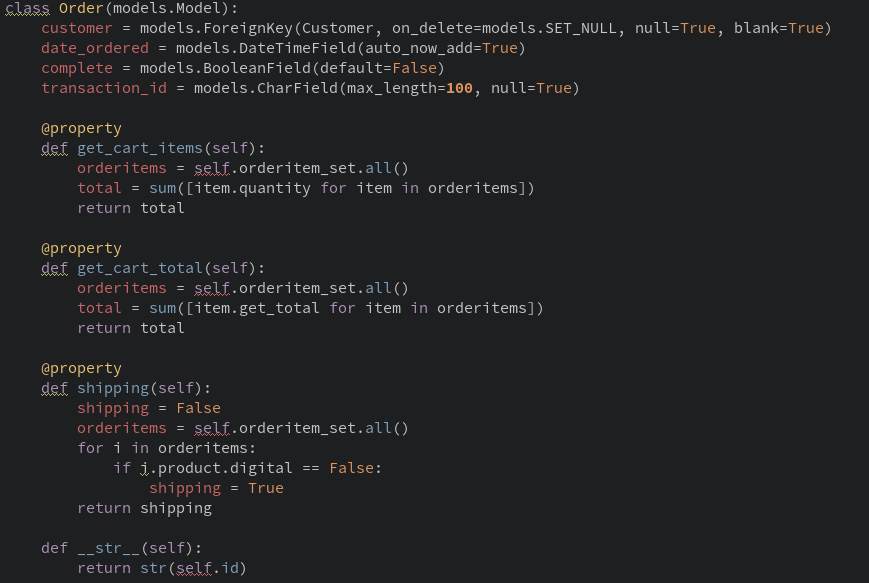 class Order(models.Model):
    customer = models.ForeignKey(Customer, on_delete=models.SET_NULL, null=True, blank=True)
    date_ordered = models.DateTimeField(auto_now_add=True)
    complete = models.BooleanField(default=False)
    transaction_id = models.CharField(max_length=100, null=True)

    @property
    def get_cart_items(self):
        orderitems = self.orderitem_set.all()
        total = sum([item.quantity for item in orderitems])
        return total

    @property
    def get_cart_total(self):
        orderitems = self.orderitem_set.all()
        total = sum([item.get_total for item in orderitems])
        return total

    @property
    def shipping(self):
        shipping = False
        orderitems = self.orderitem_set.all()
        for i in orderitems:
            if j.product.digital == False:
                shipping = True
        return shipping

    def __str__(self):
        return str(self.id)